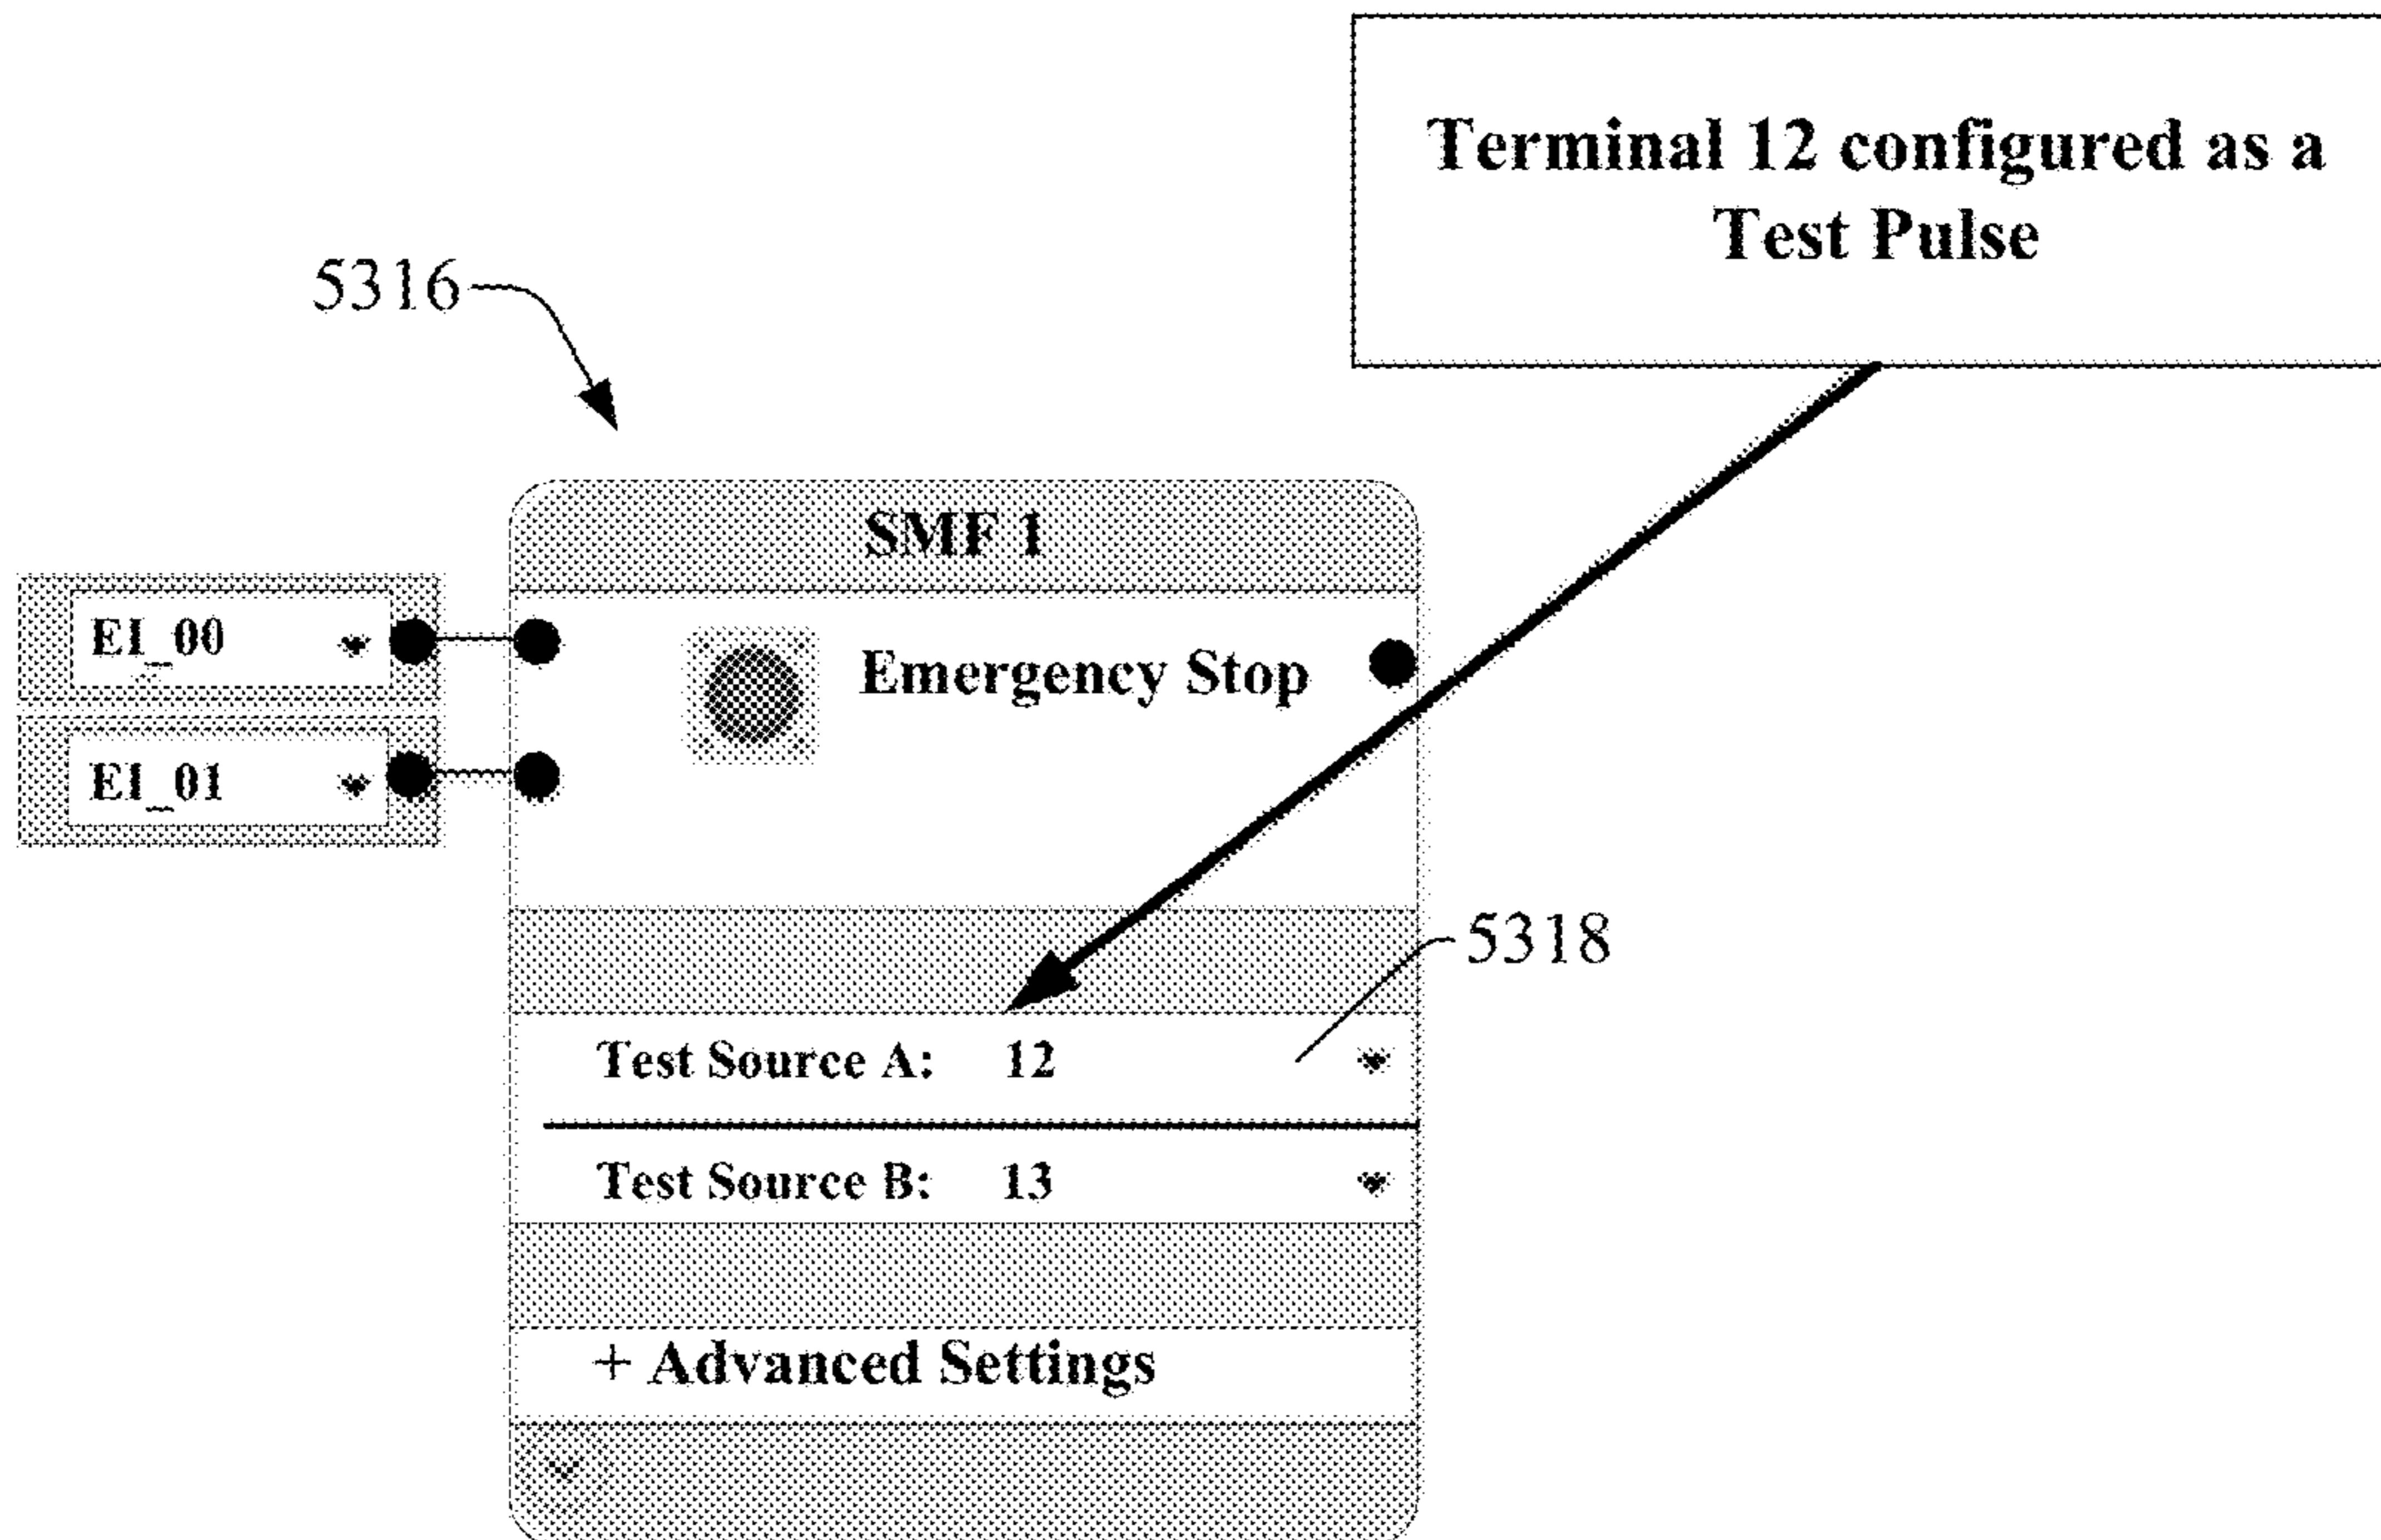 Terminal 12 configured as a
Test Pulse
5316
SMF 1
EI_00
Emergency Stop
EI_01
5318
Test Source A: 12
Test Source B: 13
+ Advanced Settings